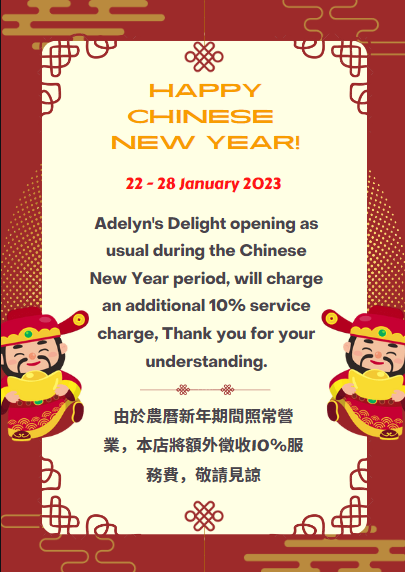 HAPPY
CHINESE
NEW YEAR!
22 - 28 January 2023
Adelyn's Delight opening as
usual during the Chinese
New Year period, will charge
an additional 10% service
charge, Thank you for your
understanding.
由於農曆新年期間照常營
業，本店將額外徵收10%服
務費，敬請見諒